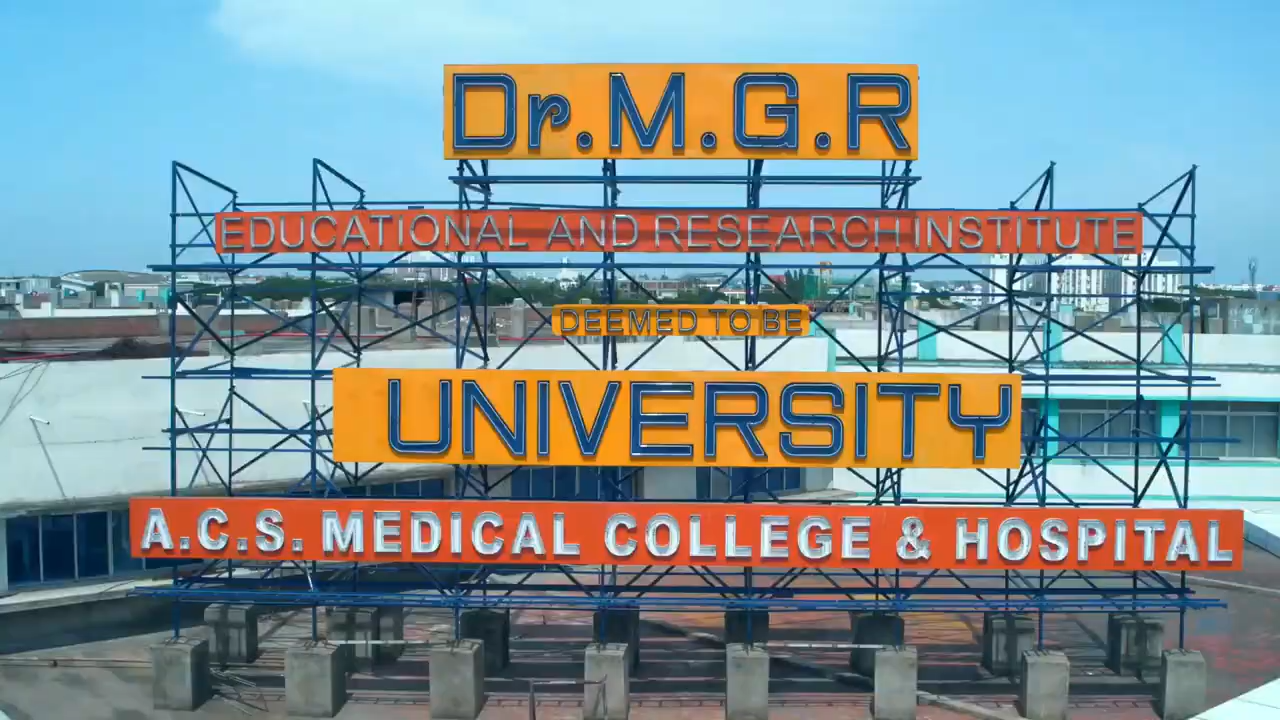 Dr.M.G.R
EDUCATIONAL AND RESEARCH INSTITUTE
DEEMED TO BE
UNIVERSITY
A.C.S. MEDICAL COLLEGE & HOSPITAL